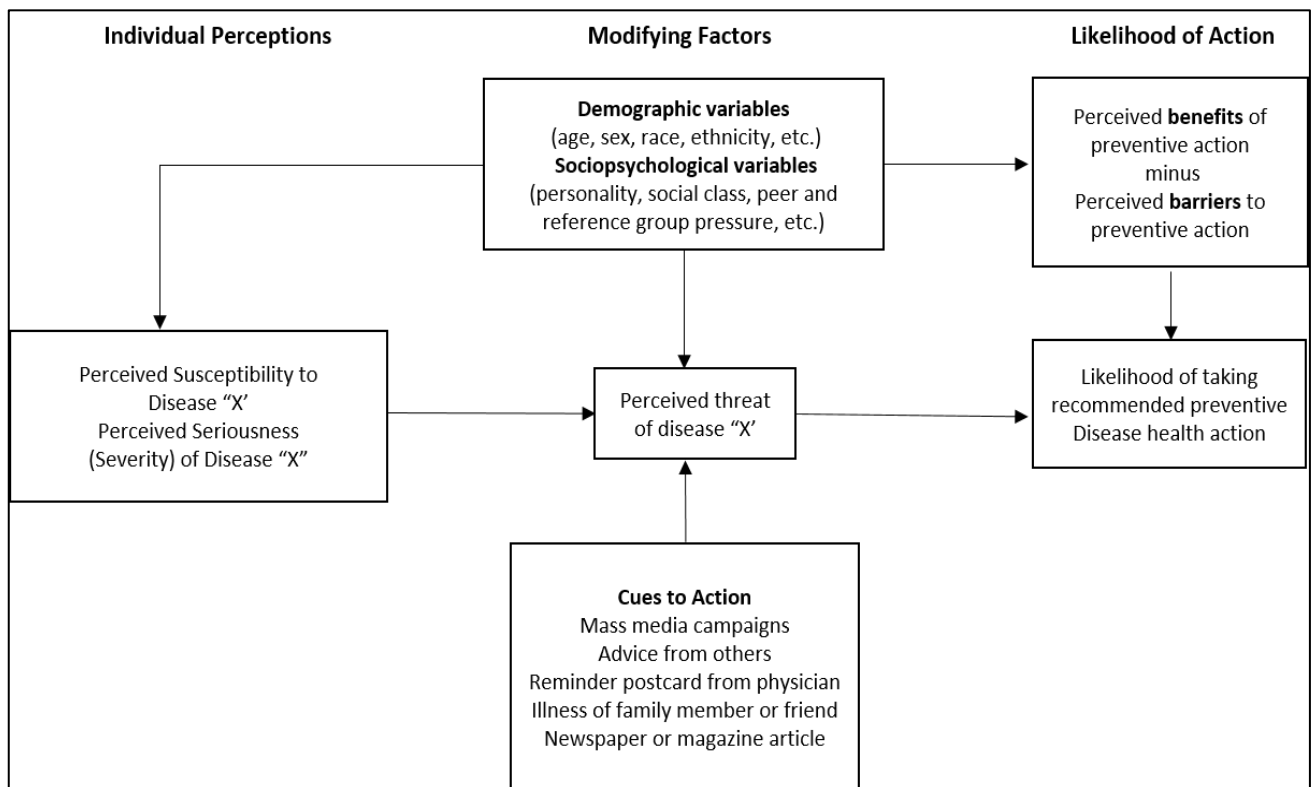 Individual Perceptions
Modifying Factors
Likelihood of Action
Demographic variables
(age, sex, race, ethnicity, etc.)
Sociopsychological variables
(personality, social class, peer and
reference group pressure, etc.)
Perceived benefits of
preventive action
minus
Perceived barriers to
preventive action
Perceived Susceptibility to
Disease “X’
Perceived Seriousness
(Severity) of Disease “X”
Perceived threat
of disease “X’
Likelihood of taking
recommended preventive
Disease health action
Cues to Action
Mass media campaigns
Advice from others
Reminder postcard from physician
Illness of family member or friend
Newspaper or magazine article